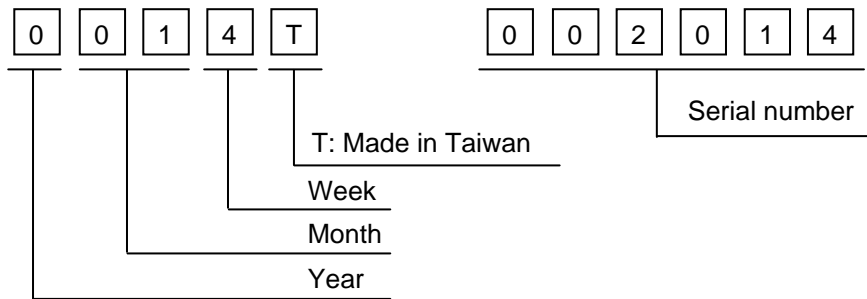 0 0 1 4 T 0 0 2 0 1 4
Serial number
T: Made in Taiwan
Week
Month
Year